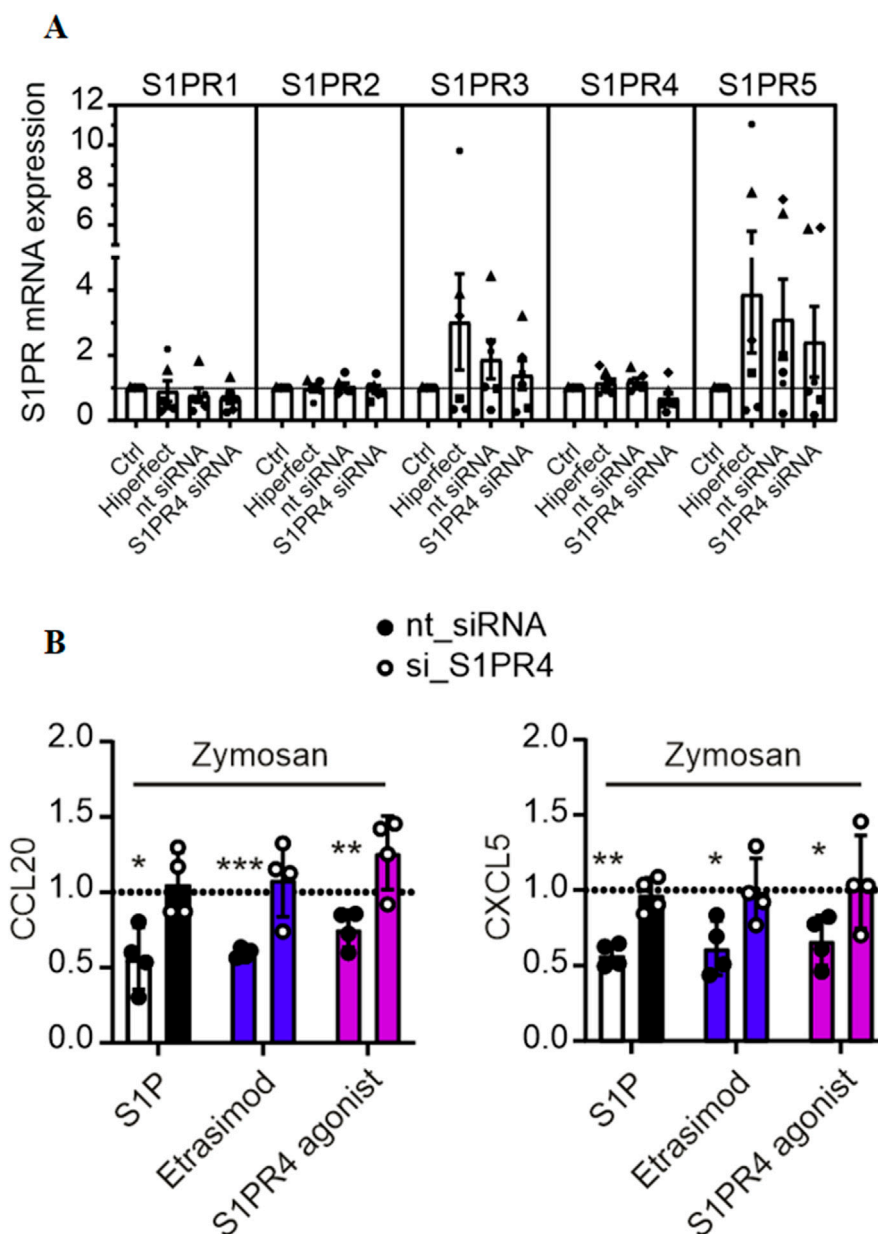 A
S1PR1 S1PR2 S1PR3 S1PR4 S1PR5
S1PR mRNA expression
12
10
8
6
4
2
0
Ctrl Hiperfect nt siRNA S1PR4 siRNA Ctrl Hiperfect nt siRNA S1PR4 siRNA Ctrl Hiperfect nt siRNA S1PR4 siRNA Ctrl Hiperfect nt siRNA S1PR4 siRNA Ctrl Hiperfect nt siRNA S1PR4 siRNA
B
nt_siRNA
si_S1PR4
CCL20
2.0
1.5
1.0
0.5
0.0
Zymosan
* *** **
S1P Etrasimod S1PR4 agonist
CXCL5
2.0
1.5
1.0
0.5
0.0
Zymosan
** * *
S1P Etrasimod S1PR4 agonist